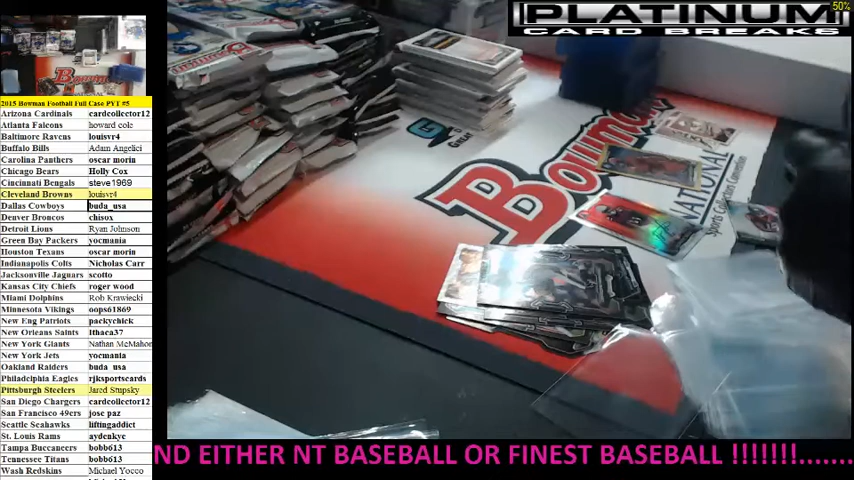 50%
PLATINUM
CARD BREAKS
2015 Bowman Football Full Case PYT #5
Arizona Cardinals cardcollector12
Atlanta Falcons howard cole
Baltimore Ravens louisvr4
Buffalo Bills Adam Angelici
Carolina Panthers oscar morin
Chicago Bears Holly Cox
Cincinnati Bengals steve1969
Cleveland Browns louisvr4
Dallas Cowboys buda_usa
Denver Broncos chisox
Detroit Lions Ryan Johnson
Green Bay Packers yocmania
Houston Texans oscar morin
Indianapolis Colts Nicholas Carr
Jacksonville Jaguars scotto
Kansas City Chiefs roger wood
Miami Dolphins Rob Krawiecki
Minnesota Vikings oops61869
New Eng Patriots packychick
New Orleans Saints Ithaca37
New York Giants Nathan McMahon
New York Jets yocmania
Oakland Raiders buda_usa
Philadelphia Eagles rjksportscards
Pittsburgh Steelers Jared Stupsky
San Diego Chargers cardcollector12
San Francisco 49ers jose paz
Seattle Seahawks liftingaddict
St. Louis Rams aydenkyc
Tampa Buccaneers bobb613
Tennessee Titans bobb613
Wash Redskins Michael Yocco
Bowman
GREAT
NATIONAL
Sports Collectors Convention
ND EITHER NT BASEBALL OR FINEST BASEBALL !!!!!!!.......